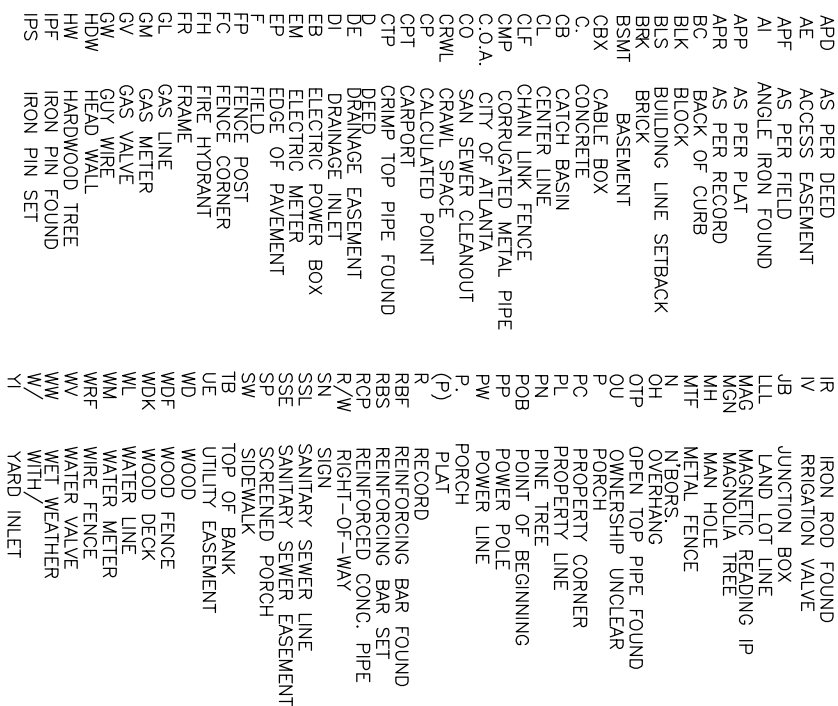 APD AS PER DEED
AE ACCESS EASEMENT
APF AS PER FIELD
AI ANGLE IRON FOUND
APP AS PER PLAT
APR AS PER RECORD
BC BACK OF CURB
BLK BLOCK
BLS BUILDING LINE SETBACK
BRK BRICK
BSMT BASEMENT
CBX CABLE BOX
C. CONCRETE
CB CATCH BASIN
CL CENTER LINE
CLF CHAIN LINK FENCE
CMP CORRUGATED METAL PIPE
C.O.A. CITY OF ATLANTA
CO SAN SEWER CLEANOUT
CRWL CRAWL SPACE
CP CALCULATED POINT
CPT CARPORT
CTP CRIMP TOP PIPE FOUND
D DEED
DE DRAINAGE EASEMENT
DI DRAINAGE INLET
EB ELECTRIC POWER BOX
EM ELECTRIC METER
EP EDGE OF PAVEMENT
F FIELD
FP FENCE POST
FC FENCE CORNER
FH FIRE HYDRANT
FR FRAME
GL GAS LINE
GM GAS METER
GV GAS VALVE
GW GUY WIRE
HDW HEAD WALL
HW HARDWOOD TREE
IPF IRON PIN FOUND
IPS IRON PIN SET
IR IRON ROD FOUND
IV RRIGATION VALVE
JB JUNCTION BOX
LLL LAND LOT LINE
MAG MAGNETIC READING IP
MGN MAGNOLIA TREE
MH MAN HOLE
MTF METAL FENCE
N N'BORS.
OH OVERHANG
OTP OPEN TOP PIPE FOUND
OU OWNERSHIP UNCLEAR
P PORCH
PC PROPERTY CORNER
PL PROPERTY LINE
PN PINE TREE
POB POINT OF BEGINNING
PP POWER POLE
PW POWER LINE
P. PORCH
(P) PLAT
R RECORD
RBF REINFORCING BAR FOUND
RBS REINFORCING BAR SET
RCP REINFORCED CONC. PIPE
R/W RIGHT-OF-WAY
SN SIGN
SSL SANITARY SEWER LINE
SSE SANITARY SEWER EASEMENT
SP SCREENED PORCH
SW SIDEWALK
TB TOP OF BANK
UE UTILITY EASEMENT
WD WOOD
WDF WOOD FENCE
WDK WOOD DECK
WL WATER LINE
WM WATER METER
WRF WIRE FENCE
WV WATER VALVE
WW WET WEATHER
W/ WITH/
YI YARD INLET